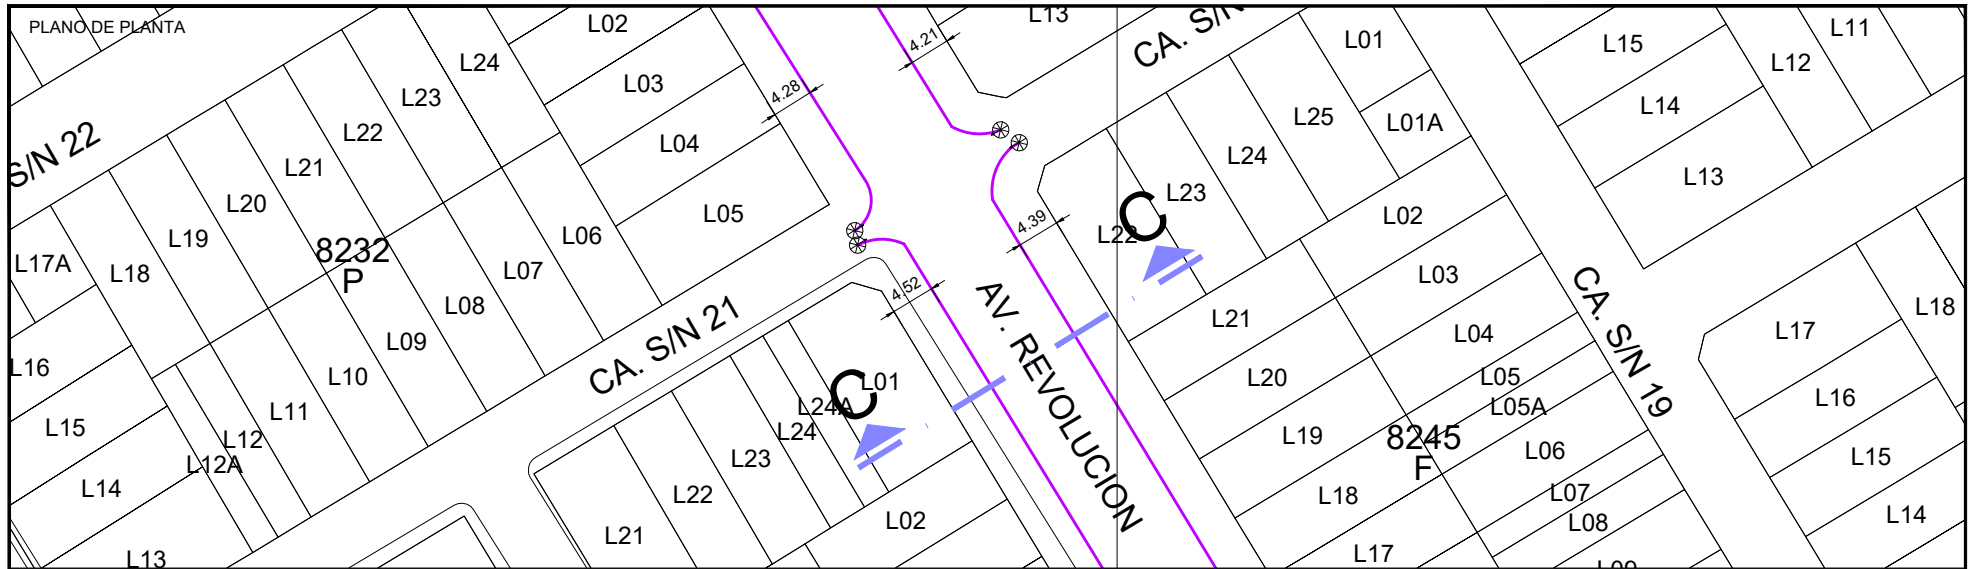 PLANO DE PLANTA
L02
L13
CA. S/N
L01
L15
L12
L11
L24
L03
L23
L22
L21
L20
L19
L18
L17A
S/N 22
4.28
4.21
L04
L05
L06
L07
L08
L09
L10
L11
L12
L12A
L13
L14
L15
L16
8232
P
CA. S/N 21
4.52
4.39
AV. REVOLUCION
C
L01
L24A
L24
L23
L22
L21
L02
C
L22
L23
L24
L25
L01A
L02
L03
L04
L05
L05A
L06
L07
L08
L09
L21
L20
L19
L18
L17
8245
F
CA. S/N 19
L14
L13
L18
L17
L16
L15
L14